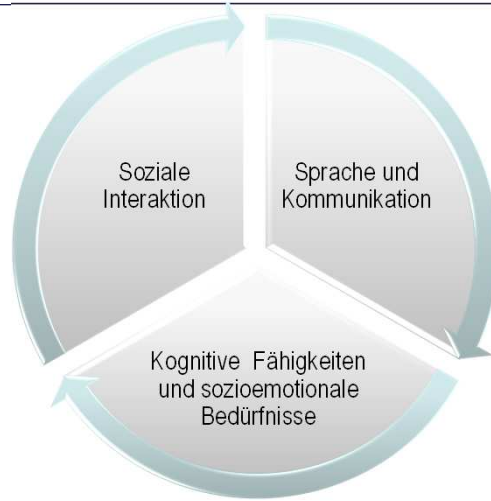 Soziale
Interaktion
Sprache und
Kommunikation
Kognitive Fähigkeiten
und sozioemotionale
Bedürfnisse